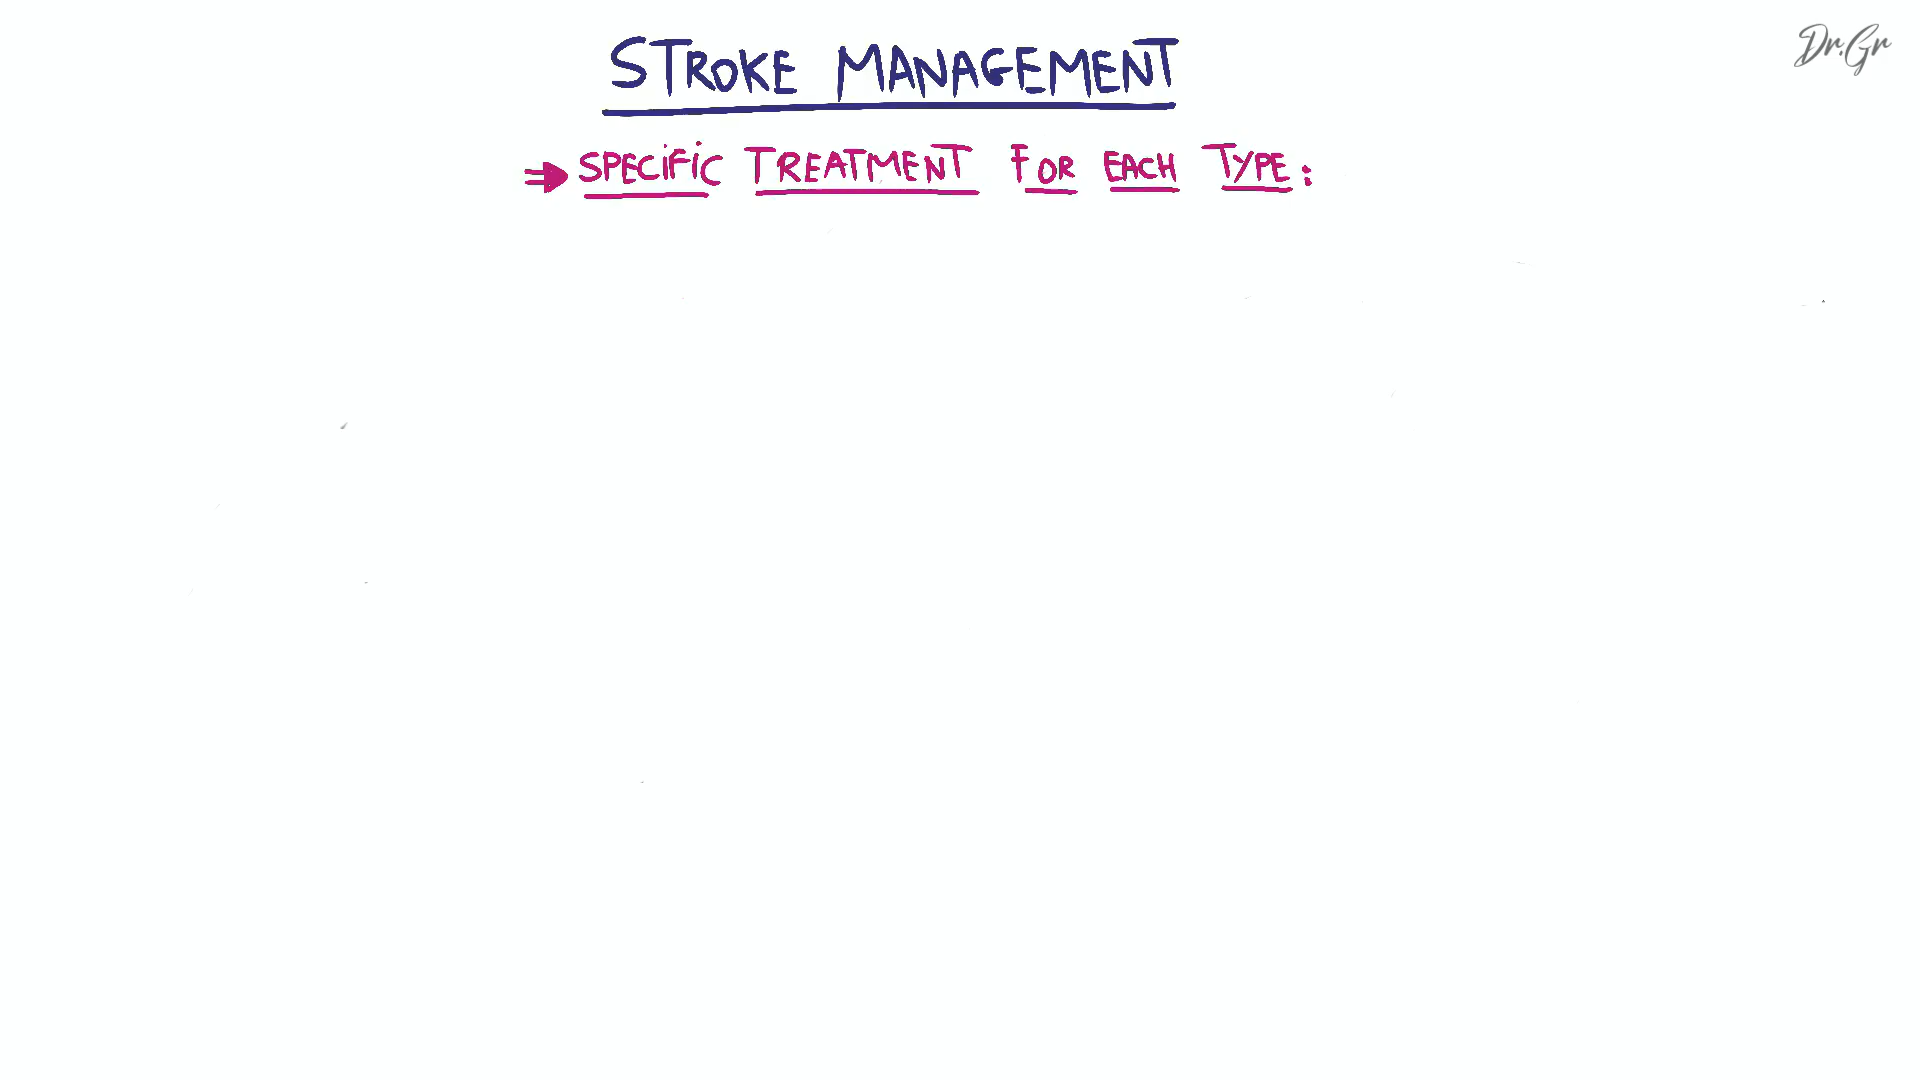 STROKE MANAGEMENT
Dr.Gr
⇒ SPECIFIC TREATMENT FOR EACH TYPE: